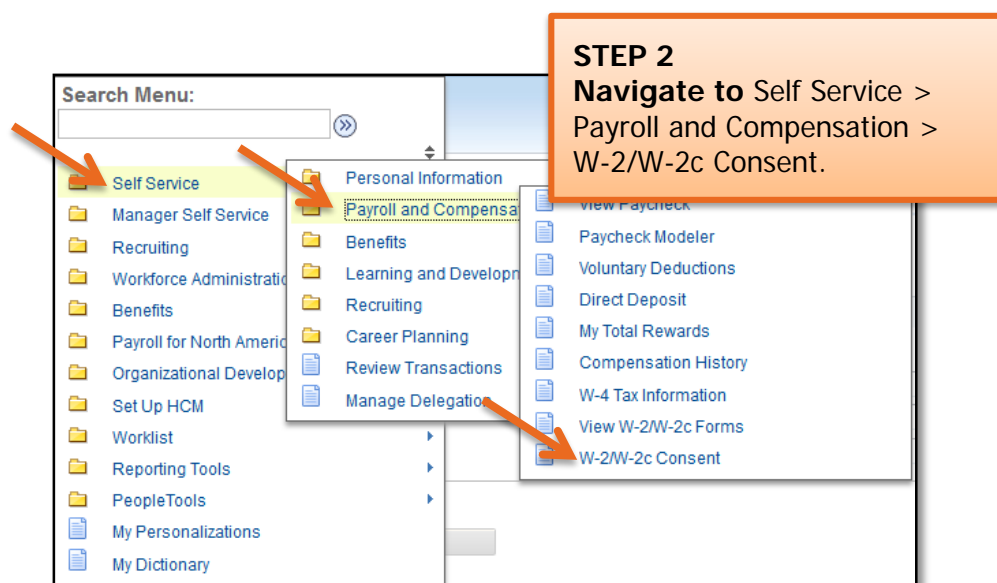 STEP 2
Navigate to Self Service >
Payroll and Compensation >
W-2/W-2c Consent.
Search Menu:
Self Service
Manager Self Service
Recruiting
Workforce Administratio
Benefits
Payroll for North Americ
Organizational Develop
Set Up HCM
Worklist
Reporting Tools
PeopleTools
My Personalizations
My Dictionary
Personal Information
Payroll and Compensat
Benefits
Learning and Developm
Recruiting
Career Planning
Review Transactions
Manage Delegation
View Paycheck
Paycheck Modeler
Voluntary Deductions
Direct Deposit
My Total Rewards
Compensation History
W-4 Tax Information
View W-2/W-2c Forms
W-2/W-2c Consent